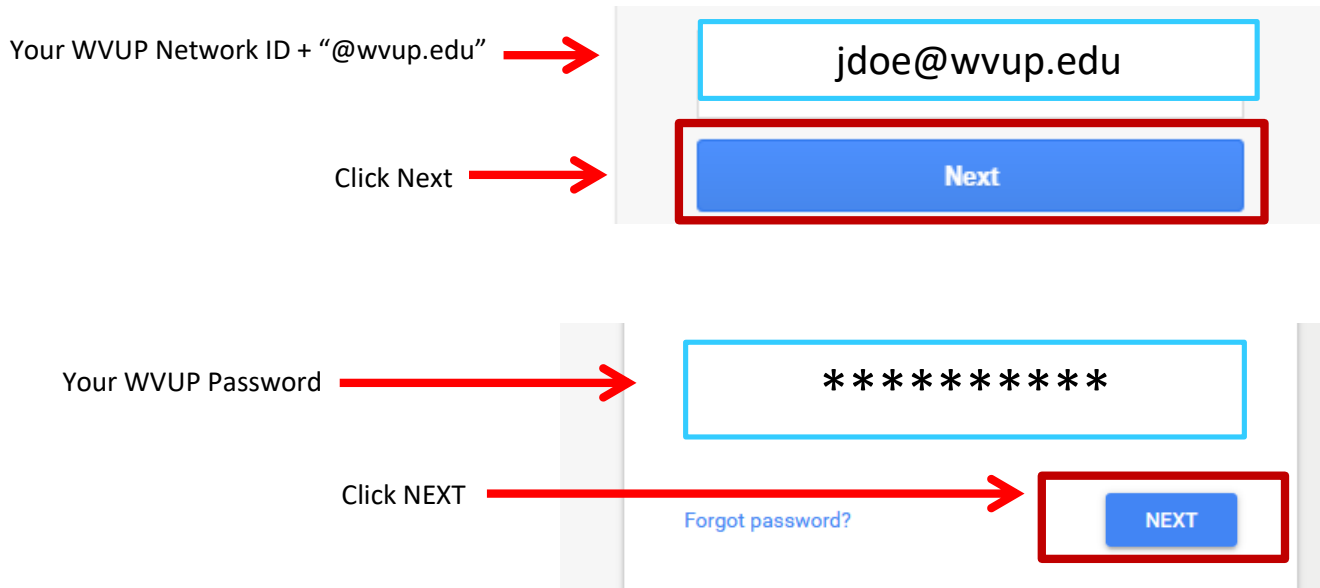 Your WVUP Network ID + “@wvup.edu”
jdoe@wvup.edu
Click Next
Next
Your WVUP Password
**********
Click NEXT
Forgot password?
NEXT